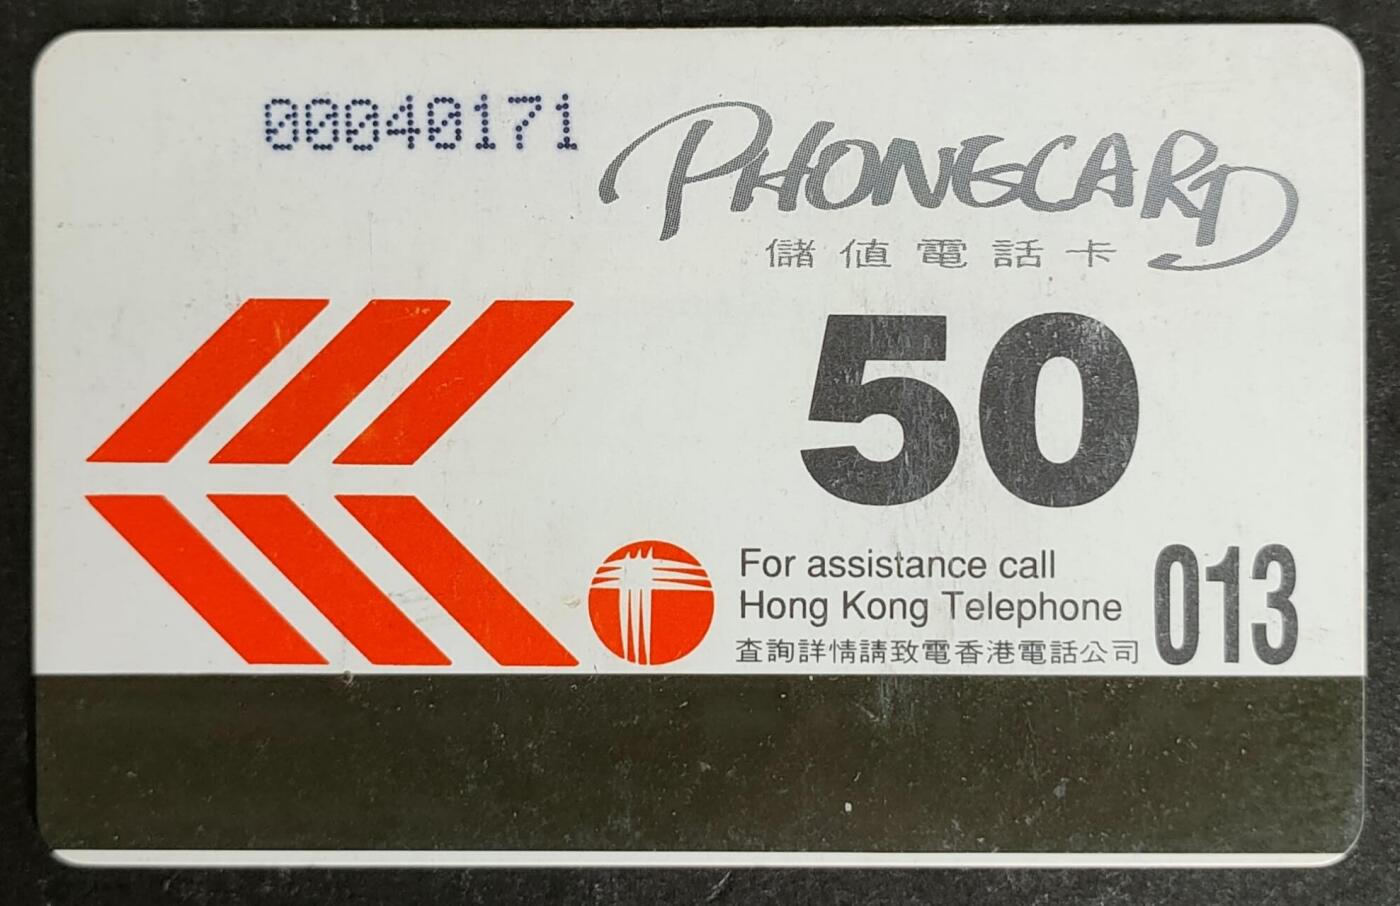 00040171
PHONECARD
儲值電話卡
50
For assistance call
Hong Kong Telephone
查詢詳情請致電香港電話公司
013